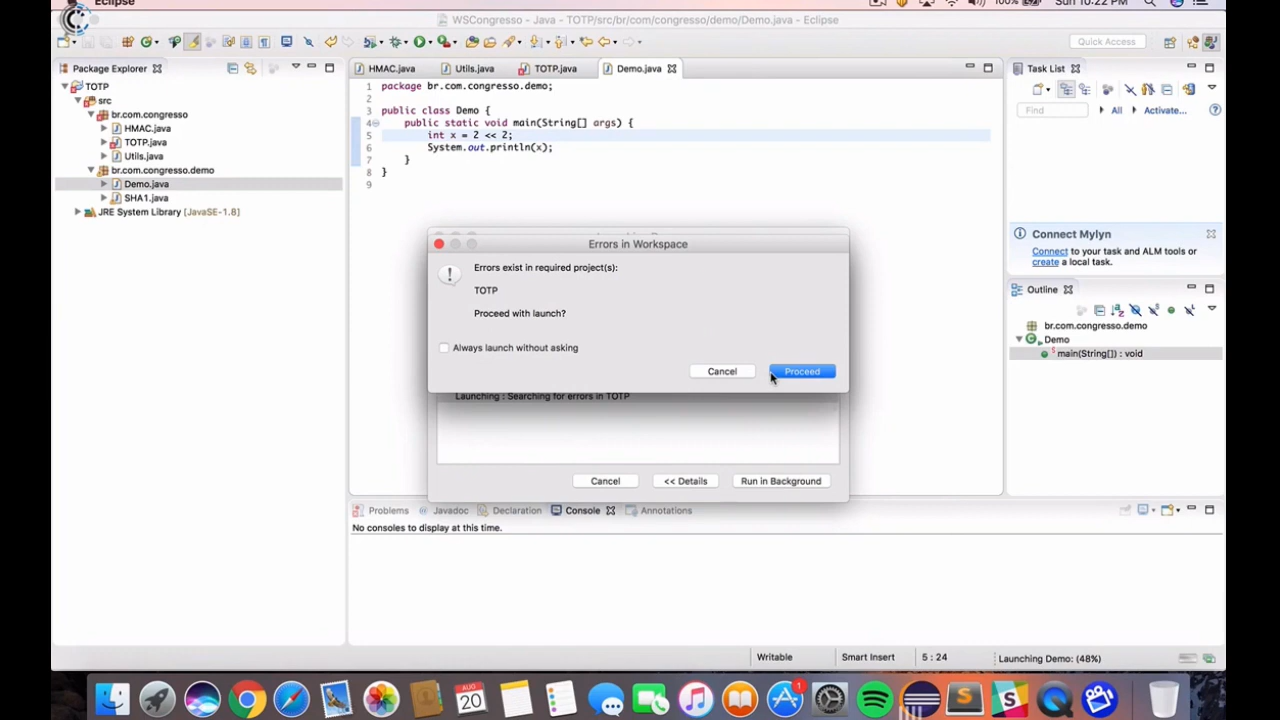 Eclipse
100%
Sun 10:22 PM
WSCongresso - Java - TOTP/src/br/com/congresso/demo/Demo.java - Eclipse
Quick Access
Package Explorer
HMAC.java
Utils.java
TOTP.java
Demo.java
Task List
TOTP
src
br.com.congresso
HMAC.java
TOTP.java
Utils.java
br.com.congresso.demo
Demo.java
SHA1.java
JRE System Library [JavaSE-1.8]
1 package br.com.congresso.demo;
2
3 public class Demo {
4 public static void main(String[] args) {
5 int x = 2 << 2;
6 System.out.println(x);
7 }
8 }
9
Find
All
Activate...
Connect Mylyn
Connect to your task and ALM tools or
create a local task.
Outline
br.com.congresso.demo
Demo
main(String[]) : void
Errors in Workspace
Errors exist in required project(s):
TOTP
Proceed with launch?
Always launch without asking
Cancel
Proceed
Launching : Searching for errors in TOTP
Cancel
<< Details
Run in Background
Problems
Javadoc
Declaration
Console
Annotations
No consoles to display at this time.
Writable
Smart Insert
5 : 24
Launching Demo: (48%)
AUG
20
1